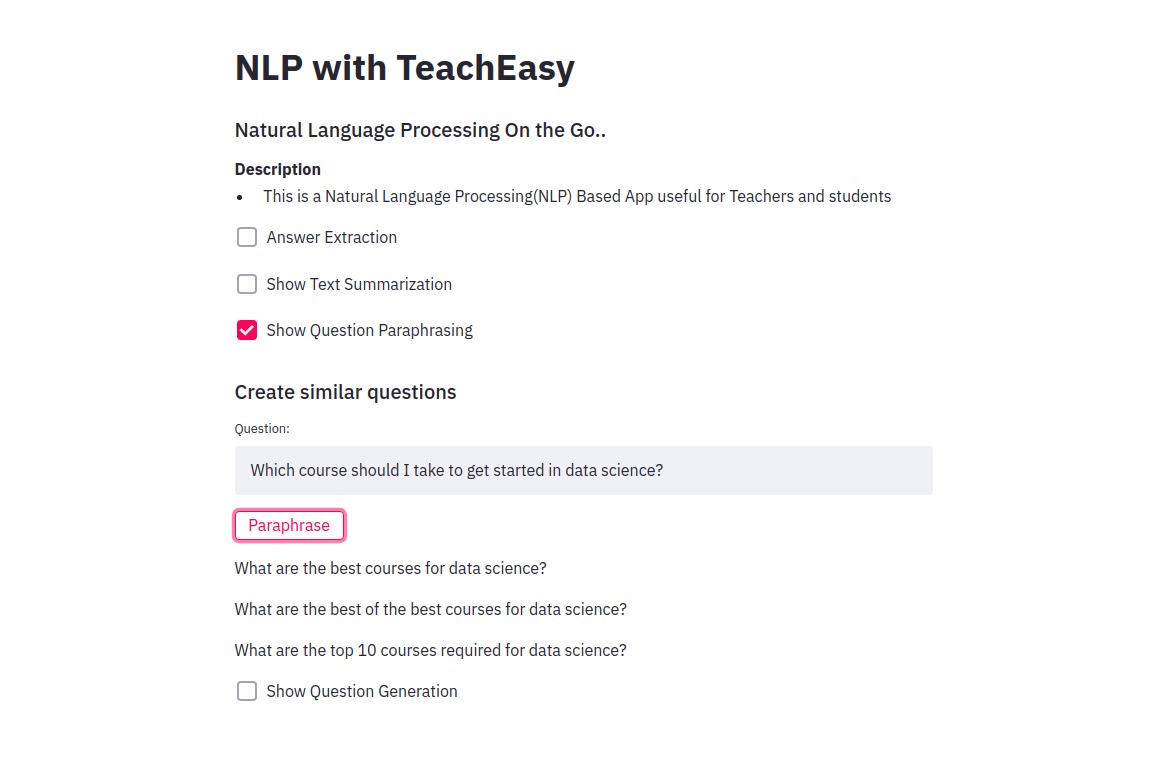 NLP with TeachEasy
Natural Language Processing On the Go..
Description
• This is a Natural Language Processing(NLP) Based App useful for Teachers and students
Answer Extraction
Show Text Summarization
Show Question Paraphrasing
Create similar questions
Question:
Which course should I take to get started in data science?
Paraphrase
What are the best courses for data science?
What are the best of the best courses for data science?
What are the top 10 courses required for data science?
Show Question Generation